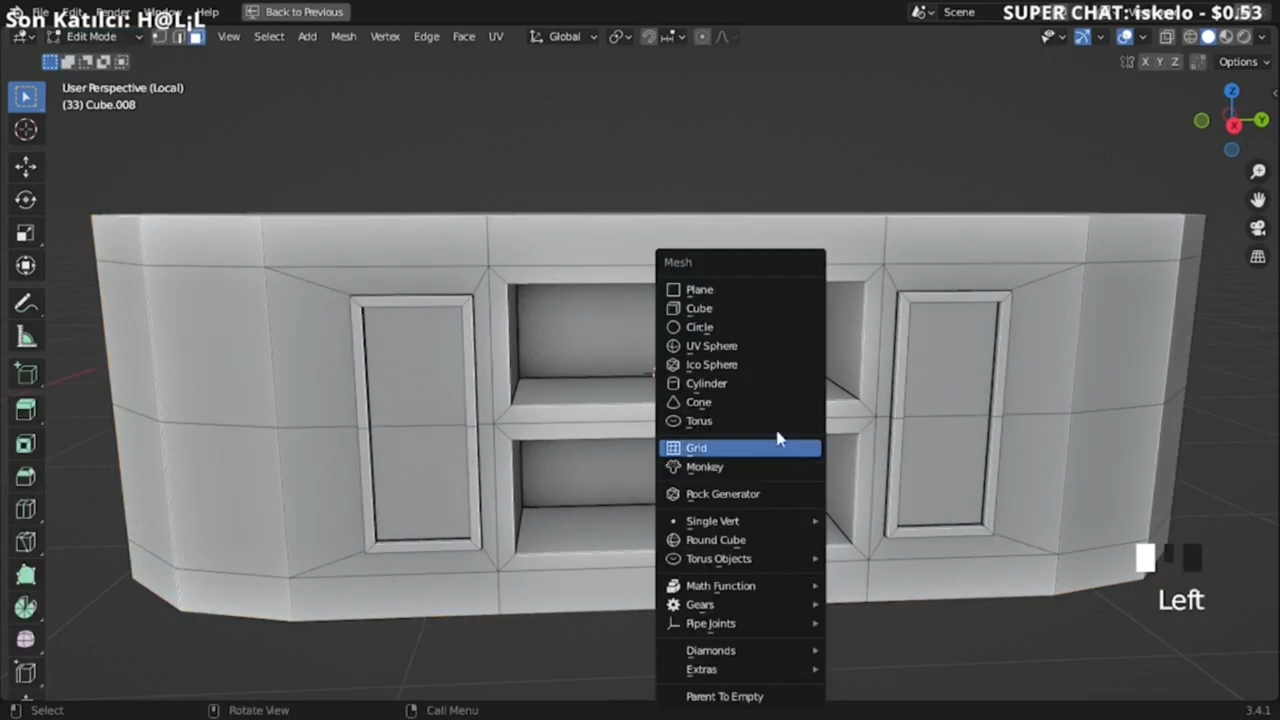 Son Katılcı: H@L¡L
Back to Previous
Scene
SUPER CHAT: iskelo - $0.53
Edit Mode
View
Select
Add
Mesh
Vertex
Edge
Face
UV
Global
X Y Z
Options
User Perspective (Local)
(33) Cube.008
Z
Y
X
Mesh
Plane
Cube
Circle
UV Sphere
Ico Sphere
Cylinder
Cone
Torus
Grid
Monkey
Rock Generator
Single Vert
Round Cube
Torus Objects
Math Function
Gears
Pipe Joints
Diamonds
Extras
Parent To Empty
Left
Select
Rotate View
Call Menu
3.4.1